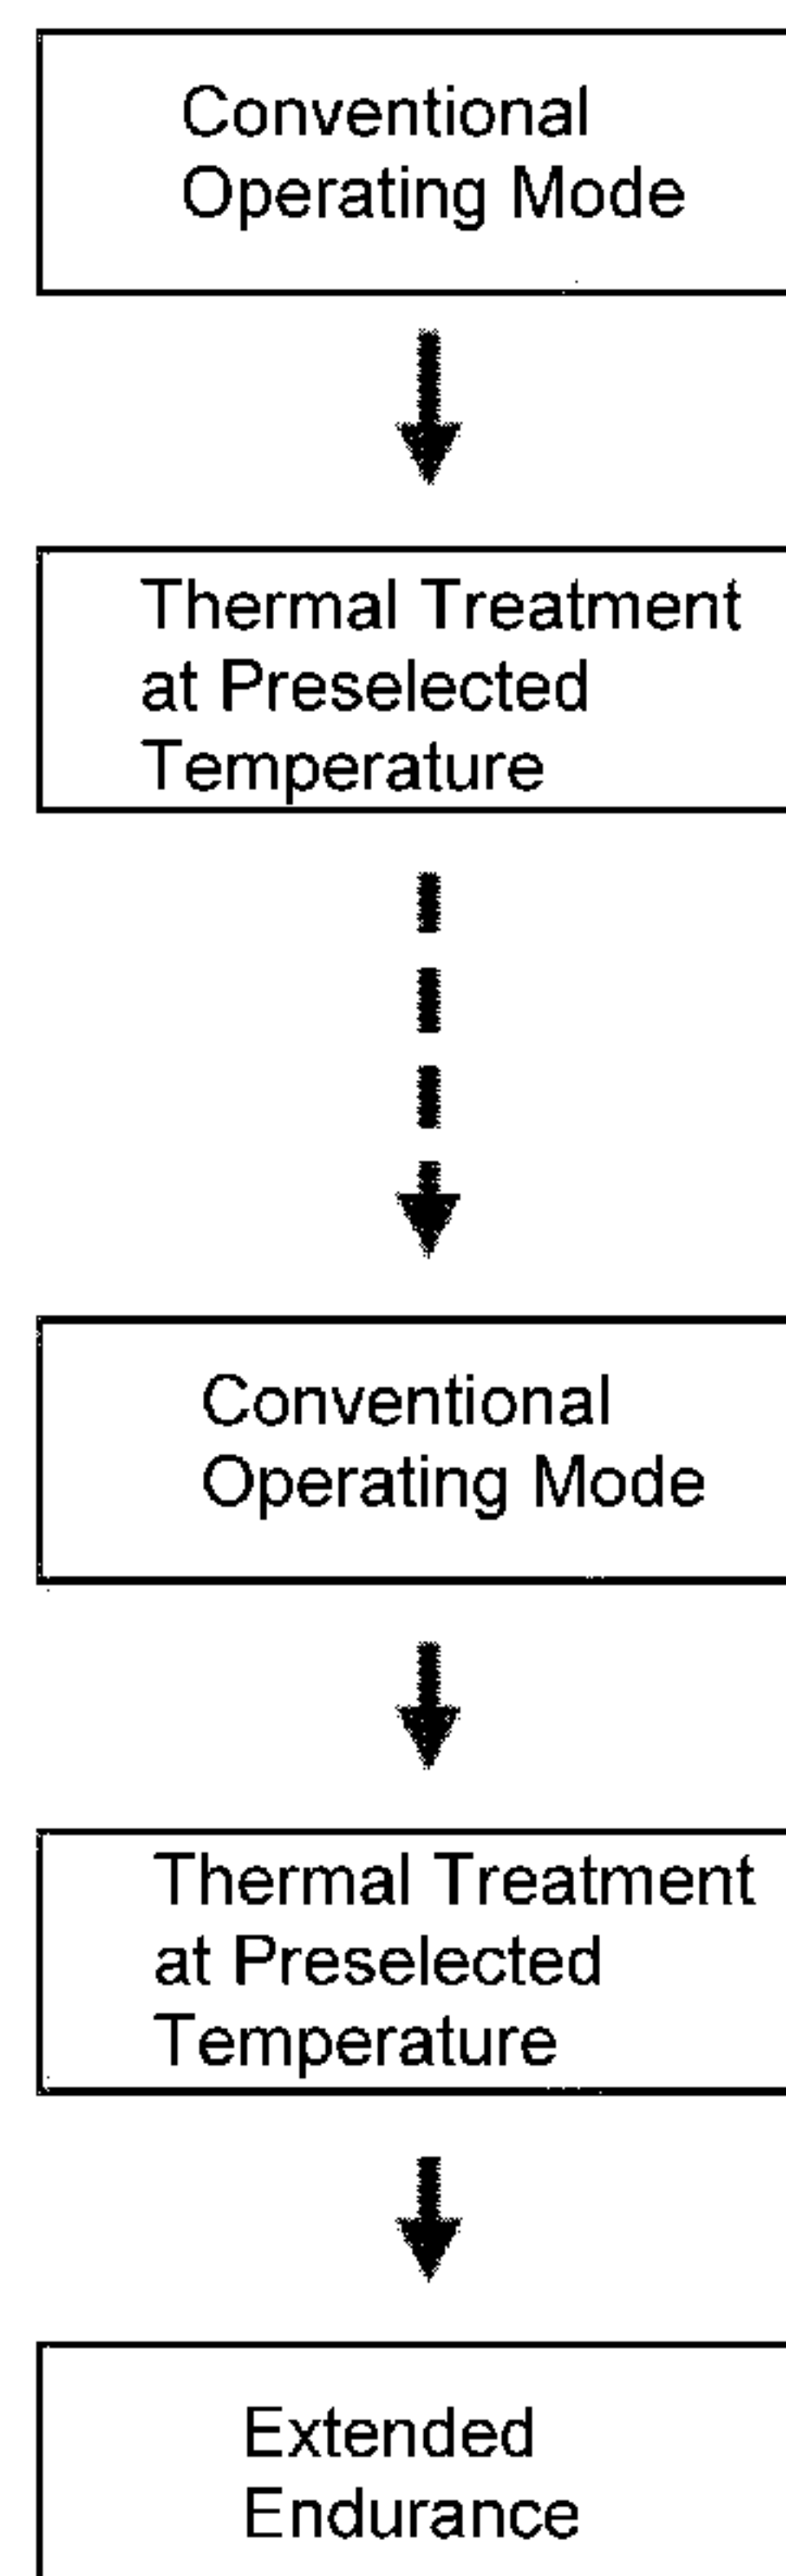 Conventional
Operating Mode
Thermal Treatment
at Preselected
Temperature
Conventional
Operating Mode
Thermal Treatment
at Preselected
Temperature
Extended
Endurance